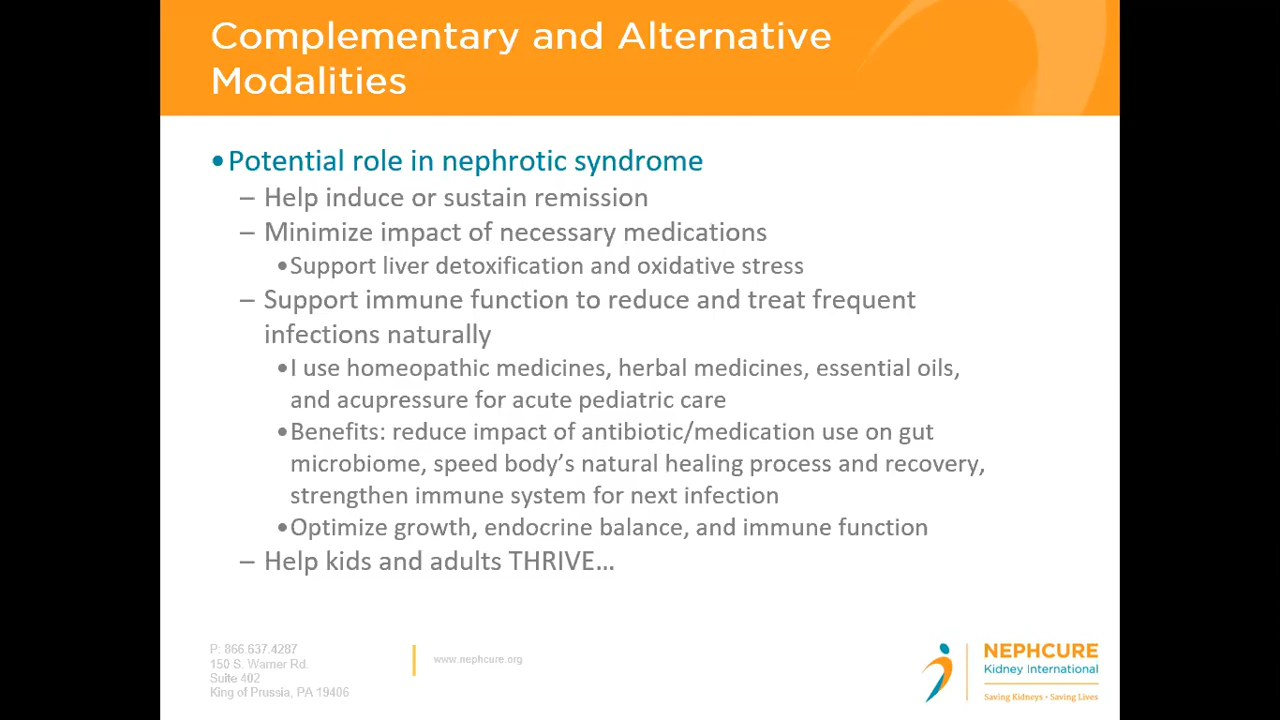 Complementary and Alternative
Modalities
•Potential role in nephrotic syndrome
– Help induce or sustain remission
– Minimize impact of necessary medications
•Support liver detoxification and oxidative stress
– Support immune function to reduce and treat frequent
infections naturally
•I use homeopathic medicines, herbal medicines, essential oils,
and acupressure for acute pediatric care
•Benefits: reduce impact of antibiotic/medication use on gut
microbiome, speed body’s natural healing process and recovery,
strengthen immune system for next infection
•Optimize growth, endocrine balance, and immune function
– Help kids and adults THRIVE…
P: 866.637.4287
150 S. Warner Rd.
Suite 402
King of Prussia, PA 19406
www.nephcure.org
NEPHCURE
Kidney International
Saving Kidneys · Saving Lives